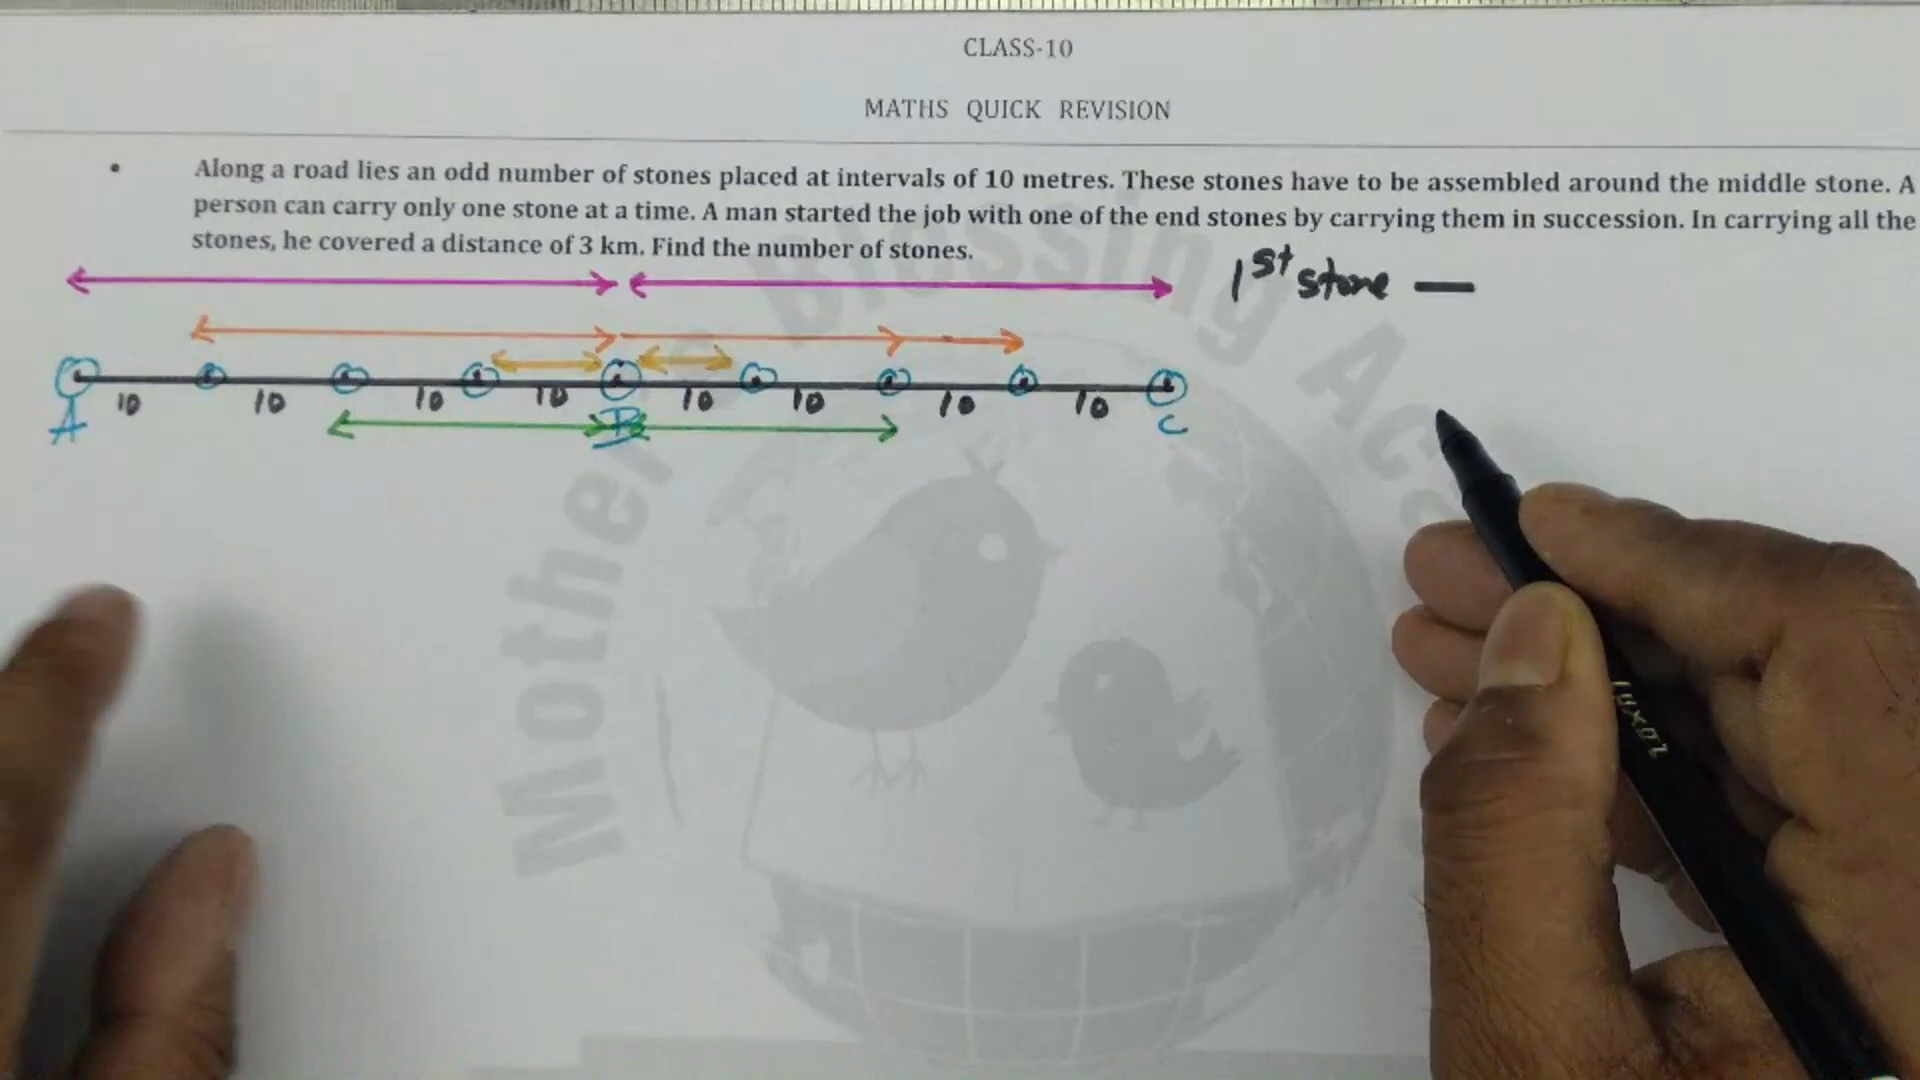 CLASS-10
MATHS QUICK REVISION
• Along a road lies an odd number of stones placed at intervals of 10 metres. These stones have to be assembled around the middle stone. A
person can carry only one stone at a time. A man started the job with one of the end stones by carrying them in succession. In carrying all the
stones, he covered a distance of 3 km. Find the number of stones.
1st stone —
10 10 10 10 10 10 10 10
A B C
Mother's Blessing
Luxor